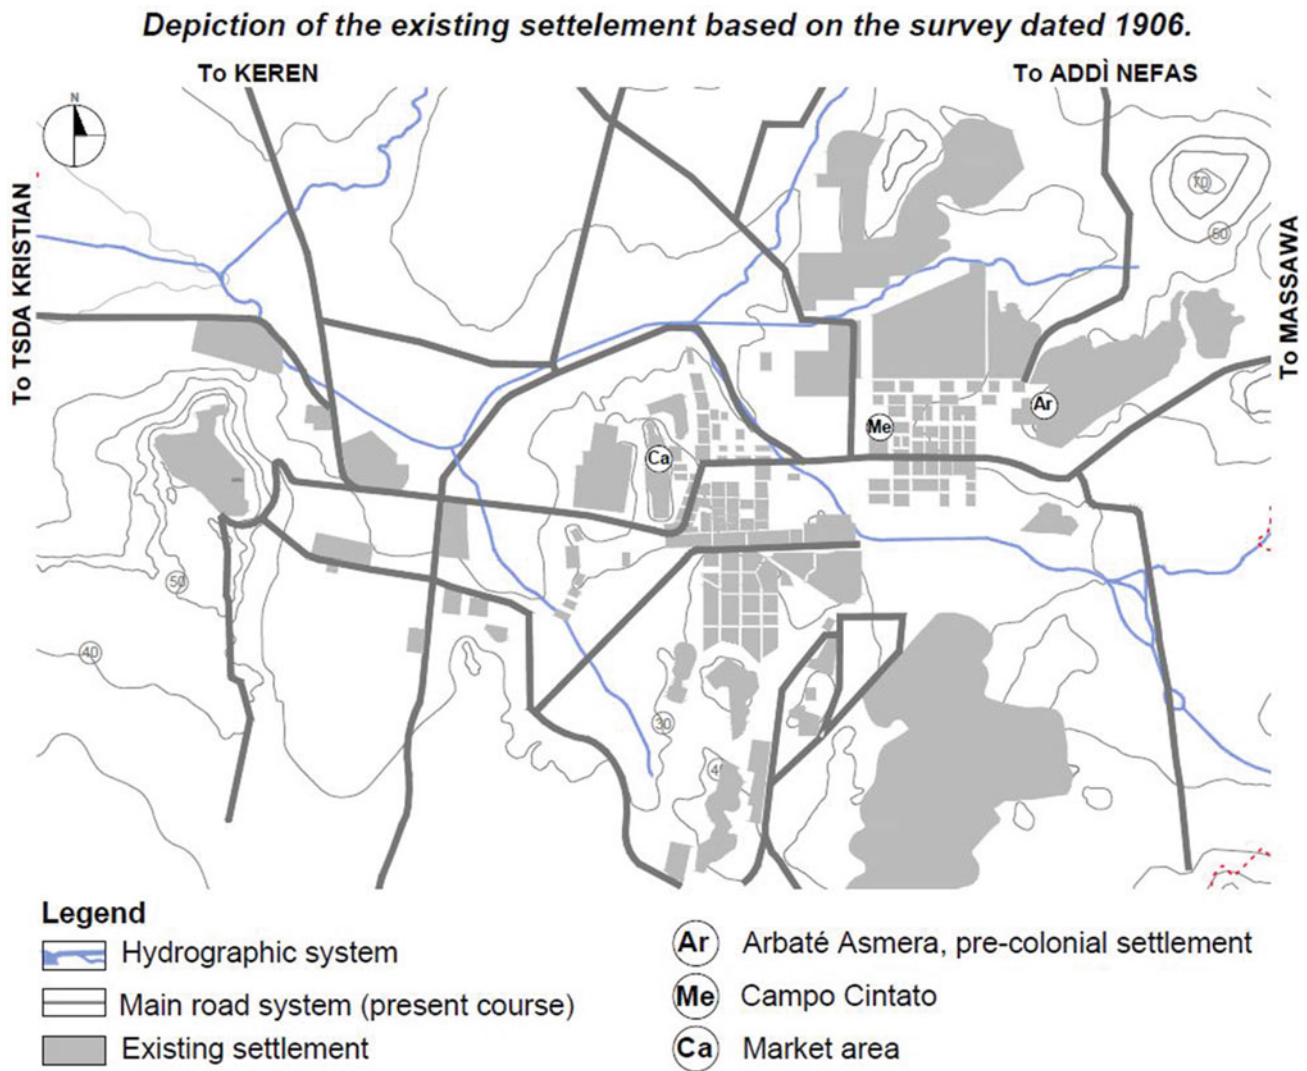 Depiction of the existing settelement based on the survey dated 1906.
To KEREN
To ADDÌ NEFAS
N
To TSDA KRISTIAN
To MASSAWA
70
60
Ar
Me
Ca
50
40
30
Legend
Hydrographic system
Main road system (present course)
Existing settlement
Ar Arbaté Asmera, pre-colonial settlement
Me Campo Cintato
Ca Market area